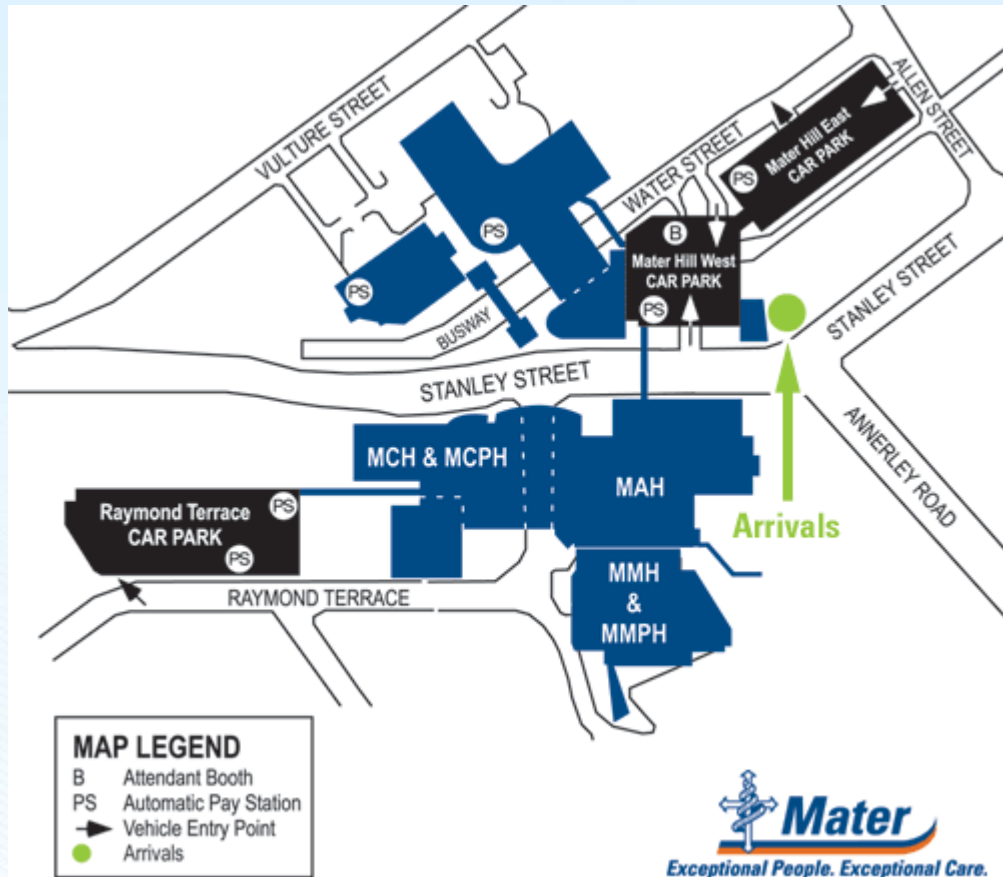 VULTURE STREET
ALLEN STREET
Mater Hill East
CAR PARK
PS
WATER STREET
PS
B
Mater Hill West
CAR PARK
PS
PS
BUSWAY
STANLEY STREET
STANLEY STREET
MCH & MCPH
MAH
ANNERLEY ROAD
Arrivals
Raymond Terrace
CAR PARK
PS
PS
MMH
&
MMPH
RAYMOND TERRACE
MAP LEGEND
B Attendant Booth
PS Automatic Pay Station
Vehicle Entry Point
Arrivals
Mater
Exceptional People. Exceptional Care.